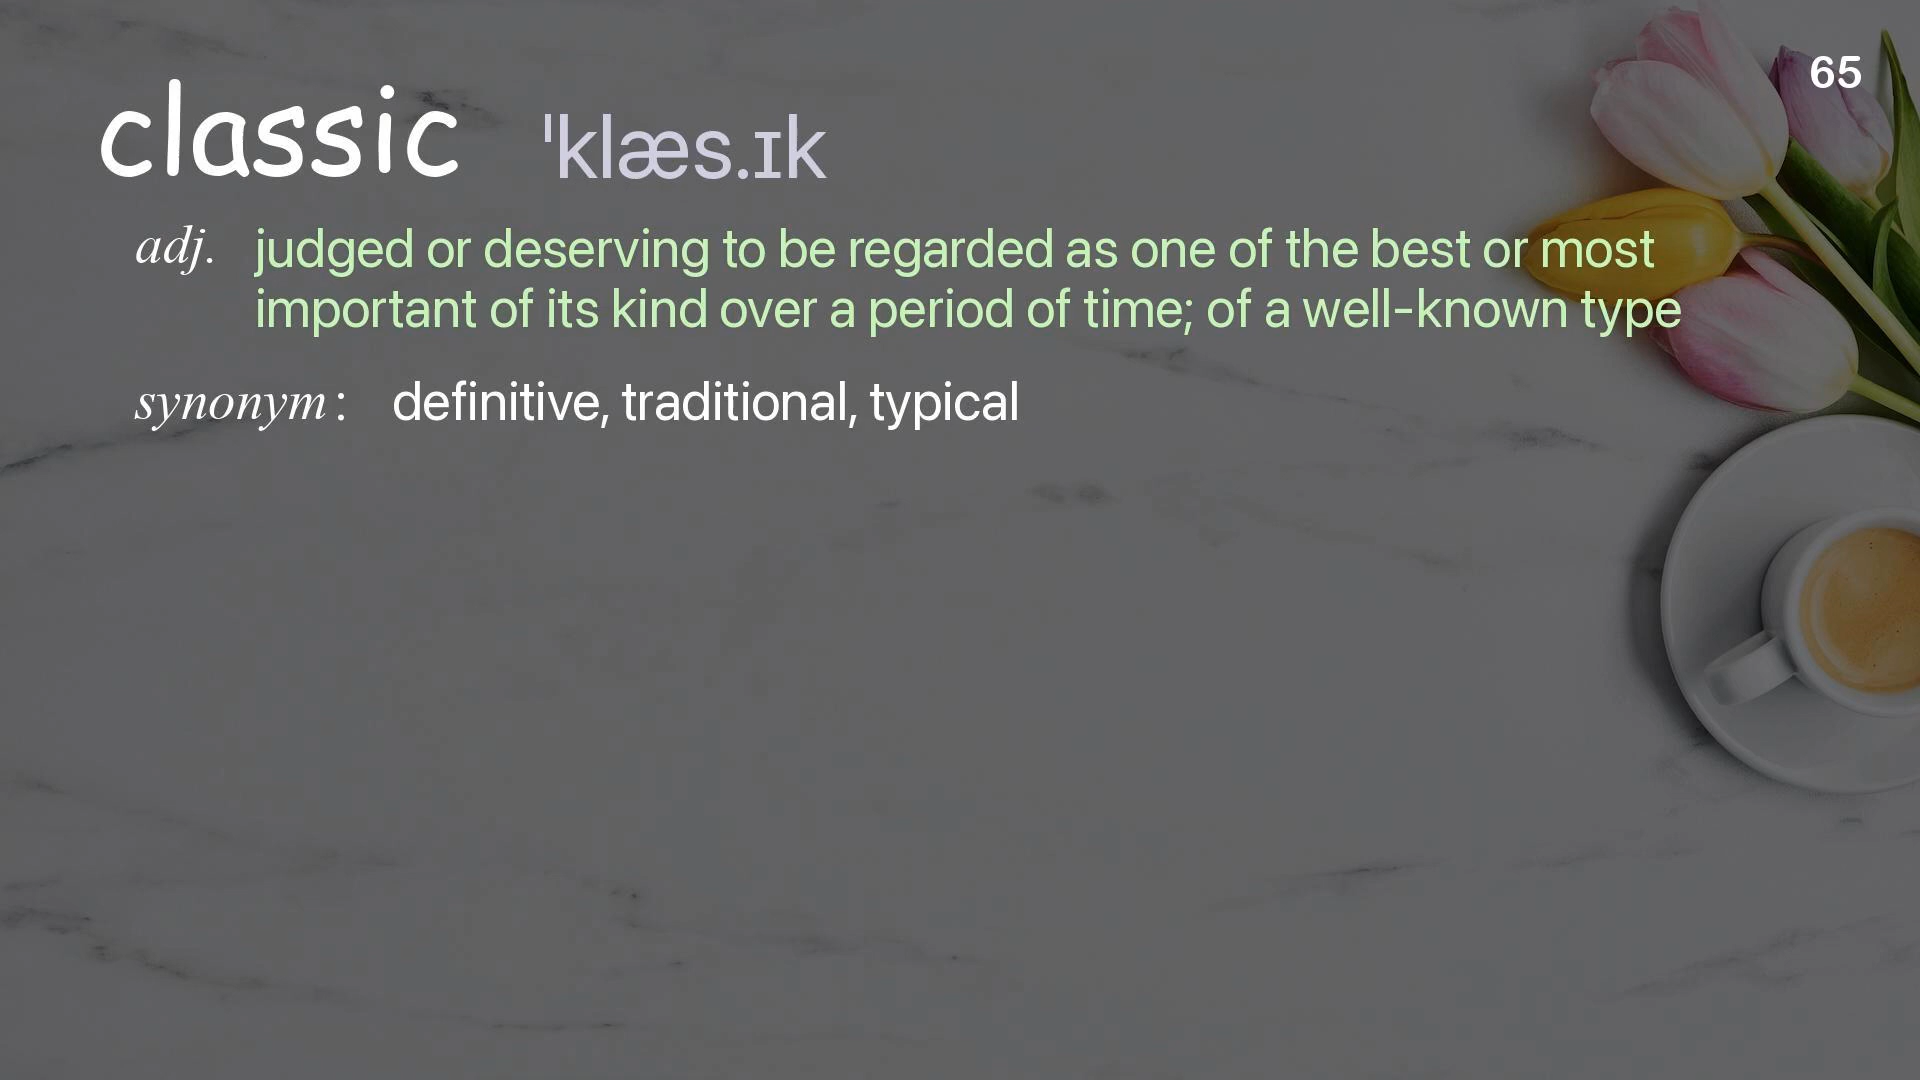 65
classic ˈklæs.ɪk
adj. judged or deserving to be regarded as one of the best or most
important of its kind over a period of time; of a well-known type
synonym : definitive, traditional, typical